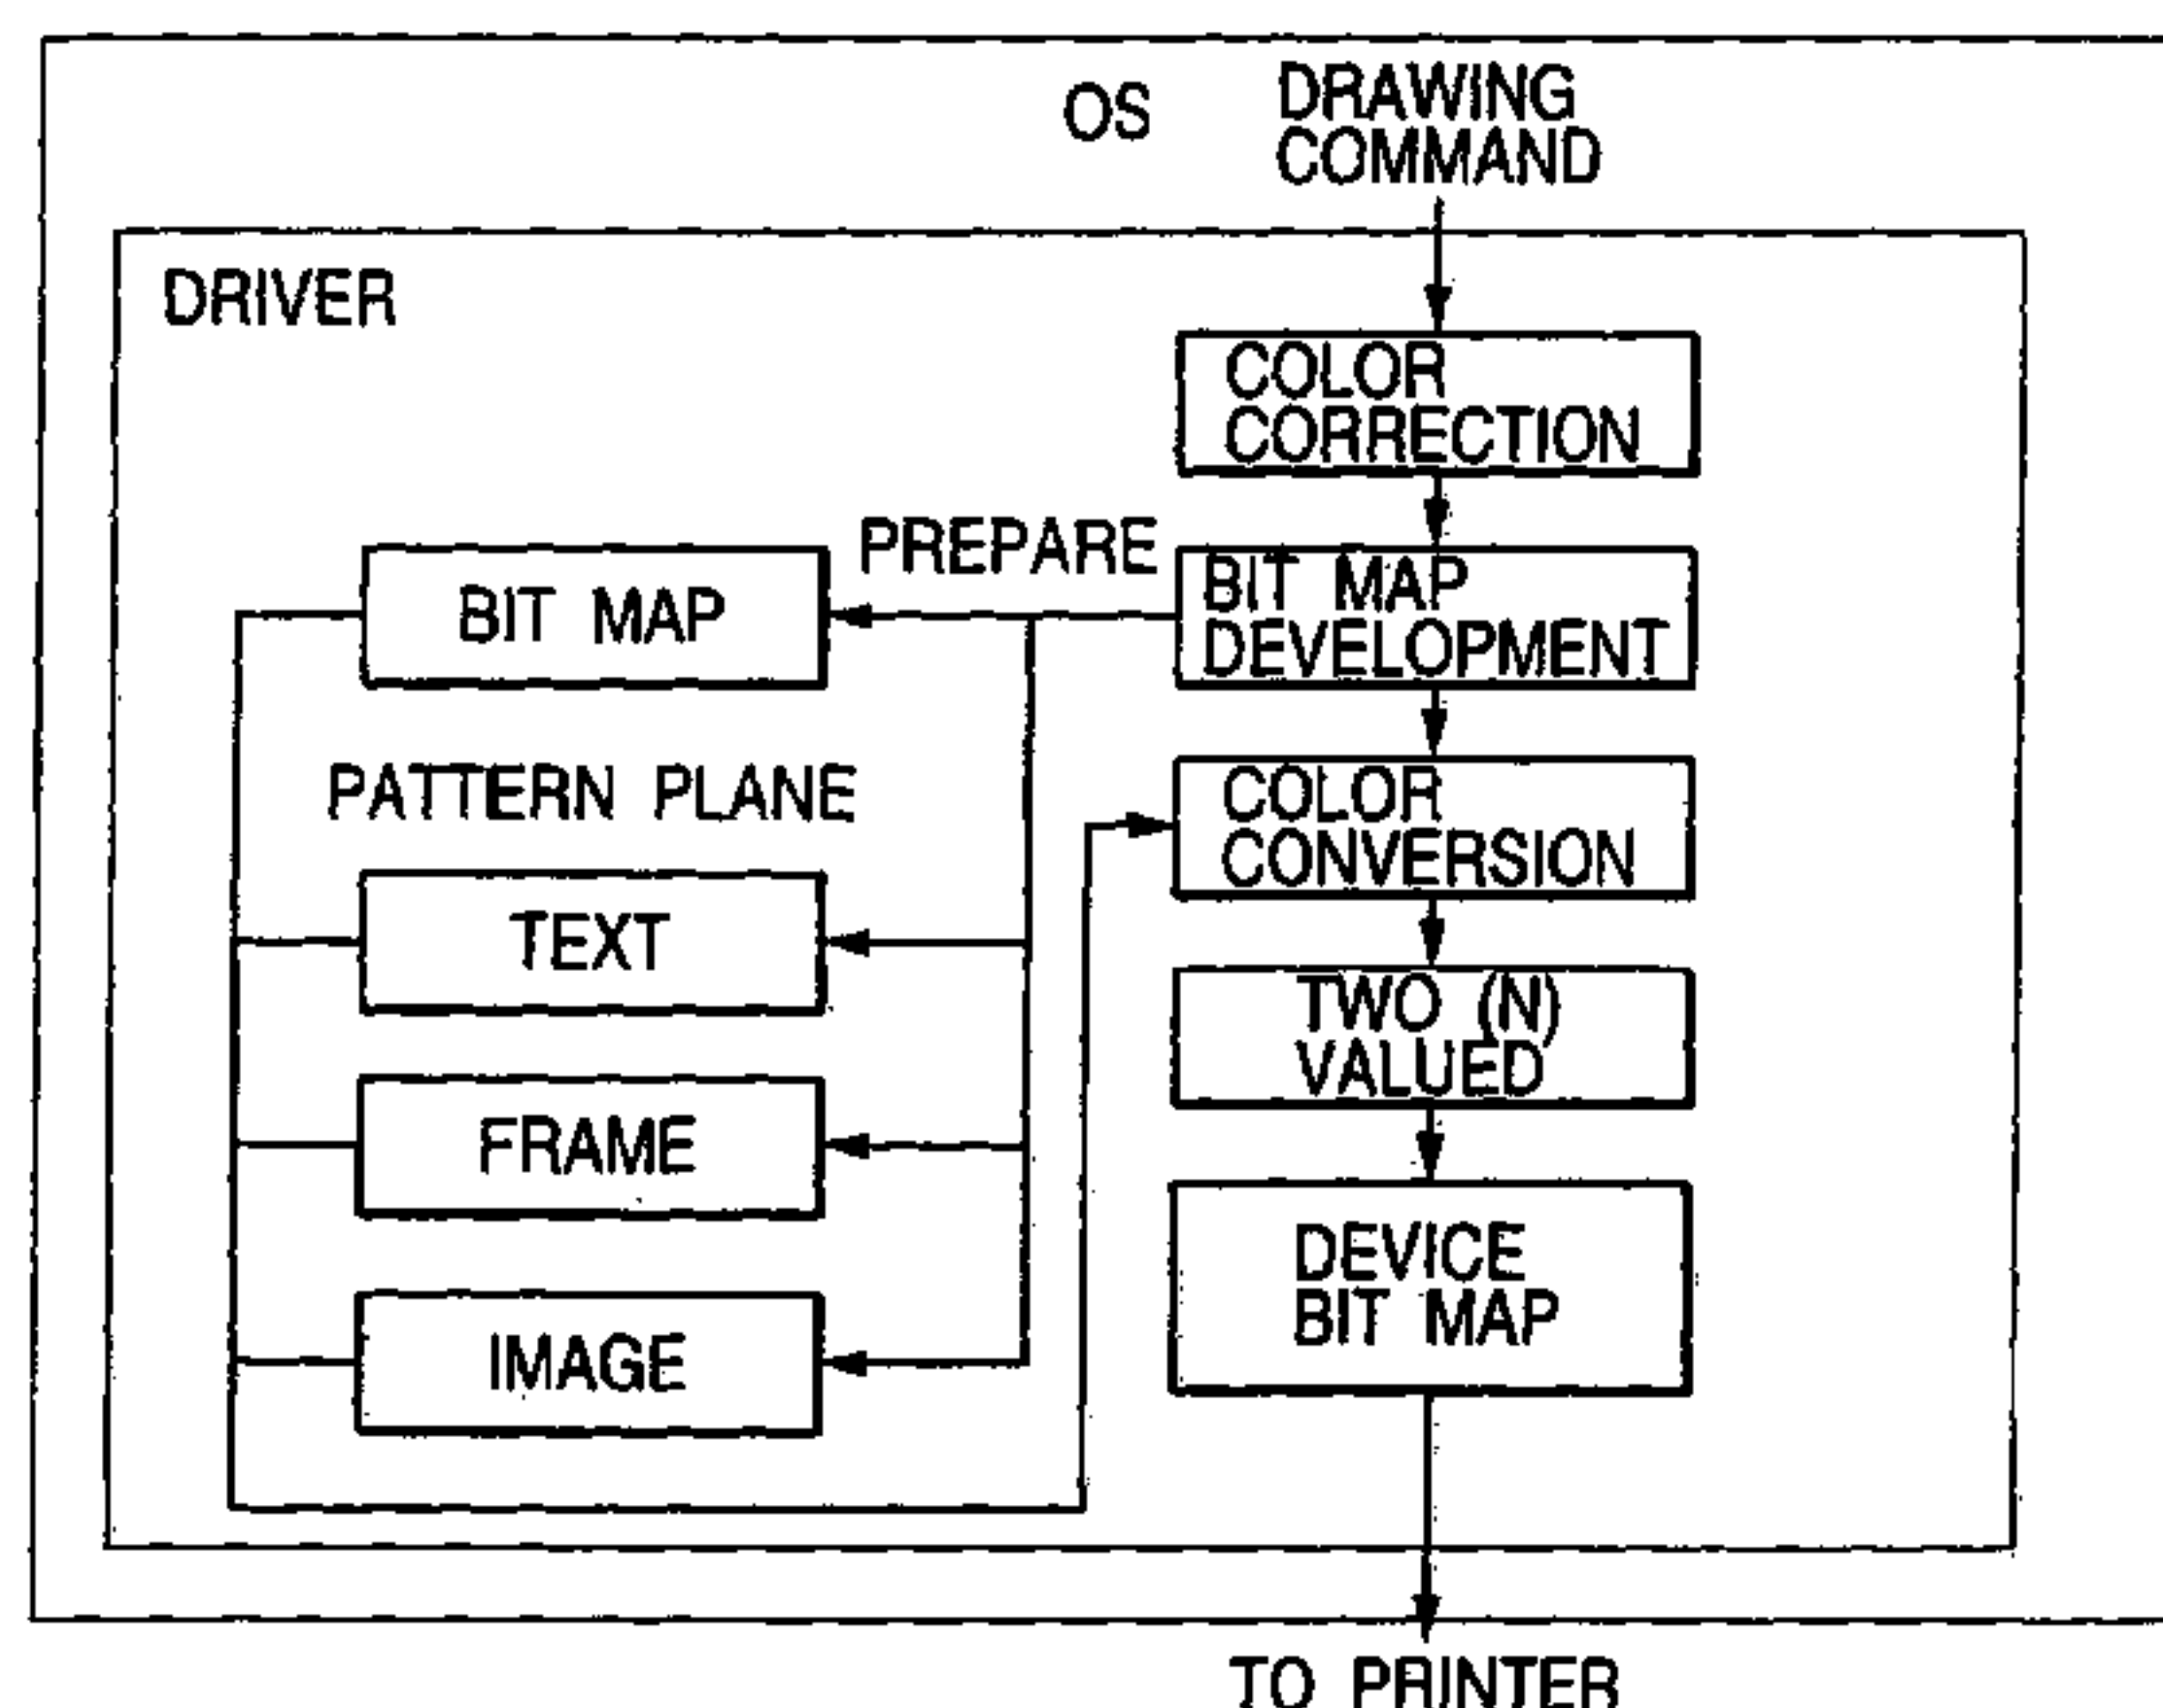 OS
DRAWING
COMMAND
DRIVER
COLOR
CORRECTION
PREPARE
BIT MAP
BIT MAP
DEVELOPMENT
PATTERN PLANE
COLOR
CONVERSION
TEXT
TWO (N)
VALUED
FRAME
DEVICE
BIT MAP
IMAGE
TO PRINTER